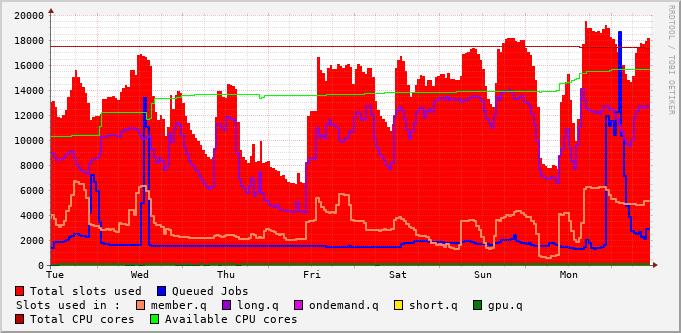 20000
18000
16000
14000
12000
10000
8000
6000
4000
2000
0
Tue Wed Thu Fri Sat Sun Mon
Total slots used Queued Jobs
Slots used in : member.q long.q ondemand.q short.q gpu.q
Total CPU cores
Available CPU cores
RRDTOOL / TOBI OETIKER